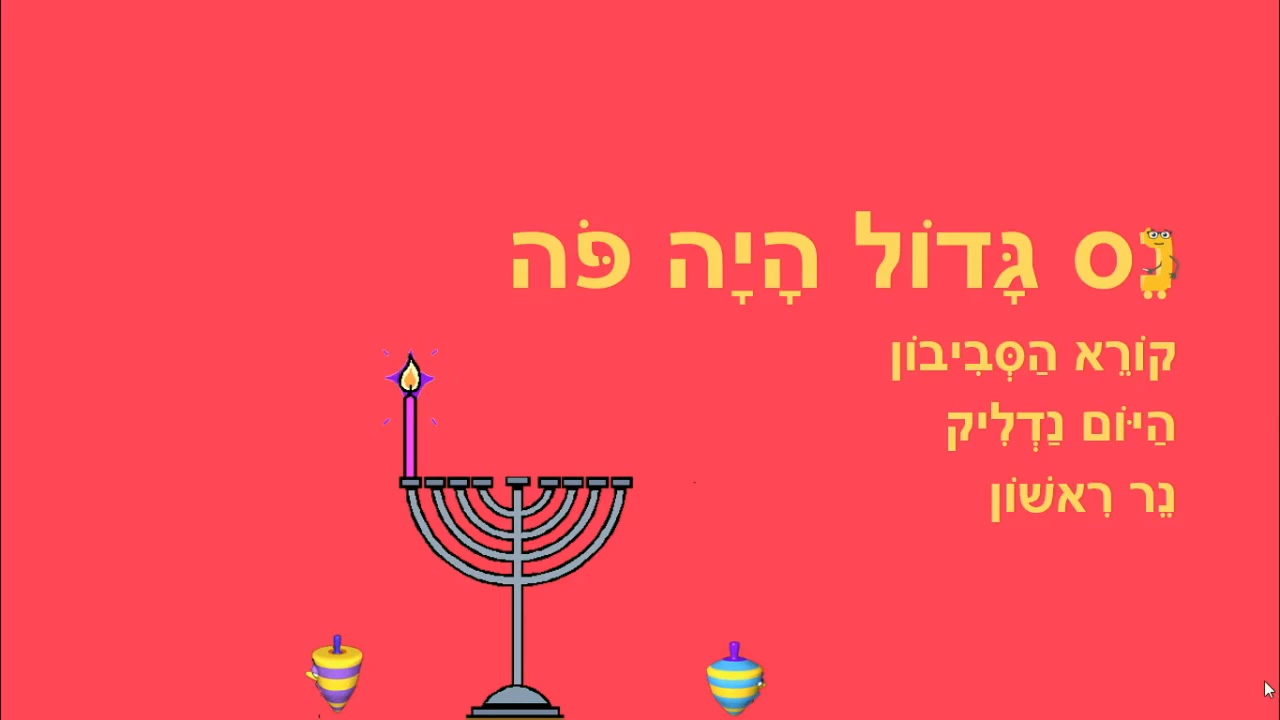 נֵס גָּדוֹל הָיָה פֹּה
קוֹרֵא הַסְּבִיבוֹן
הַיּוֹם נַדְלִיק
נֵר רִאשׁוֹן